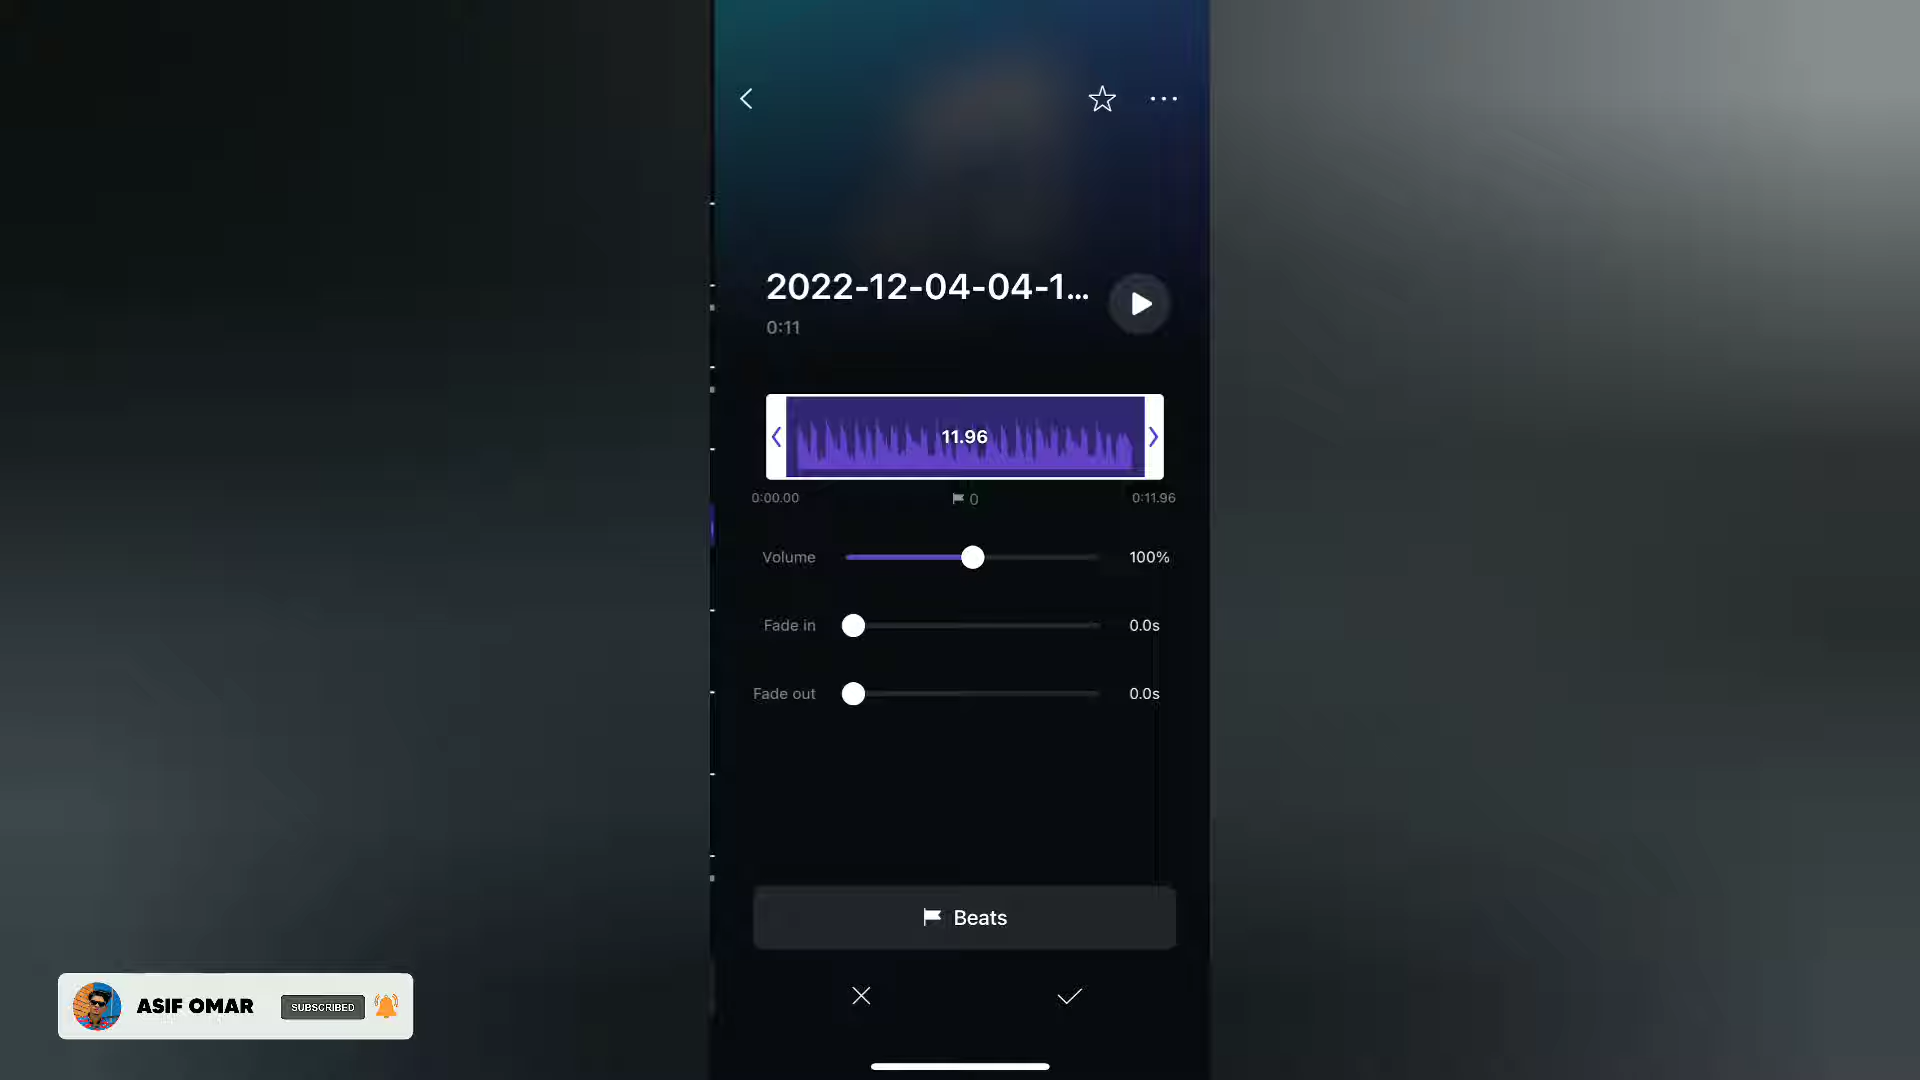 2022-12-04-04-1...
0:11
11.96
0:00.00
0
0:11.96
Volume
100%
Fade in
0.0s
Fade out
0.0s
Beats
ASIF OMAR
SUBSCRIBED